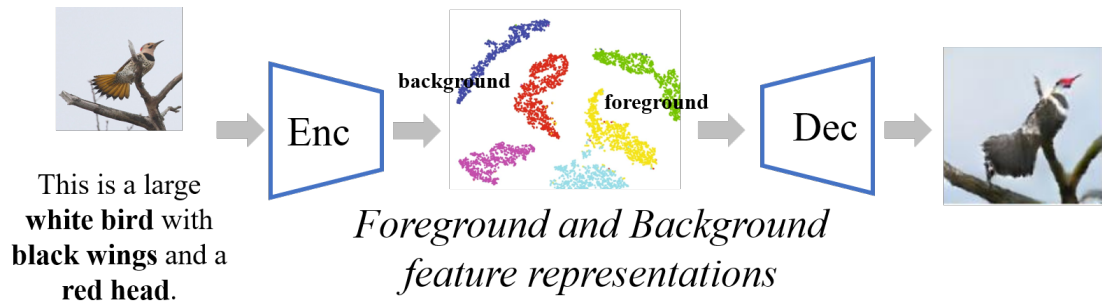 This is a large
white bird with
black wings and a
red head.
Enc
background
foreground
Foreground and Background
feature representations
Dec